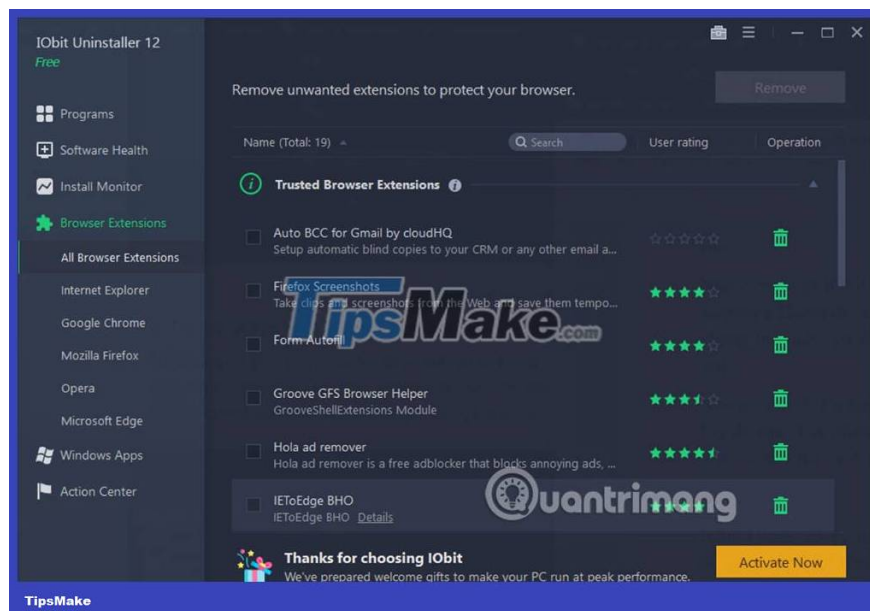 IObit Uninstaller 12
Free
Programs
Software Health
Install Monitor
Browser Extensions
All Browser Extensions
Internet Explorer
Google Chrome
Mozilla Firefox
Opera
Microsoft Edge
Windows Apps
Action Center
Remove unwanted extensions to protect your browser.
Remove
Name (Total: 19)
Search
User rating
Operation
Trusted Browser Extensions
Auto BCC for Gmail by cloudHQ
Setup automatic blind copies to your CRM or any other email a...
Firefox Screenshots
Take clips and screenshots from the Web and save them tempo...
TipsMake.com
Form Autofill
Groove GFS Browser Helper
GrooveShellExtensions Module
Hola ad remover
Hola ad remover is a free adblocker that blocks annoying ads, ...
IEToEdge BHO
IEToEdge BHO Details
Quantrimang
Thanks for choosing IObit
We've prepared welcome gifts to make your PC run at peak performance.
Activate Now
TipsMake